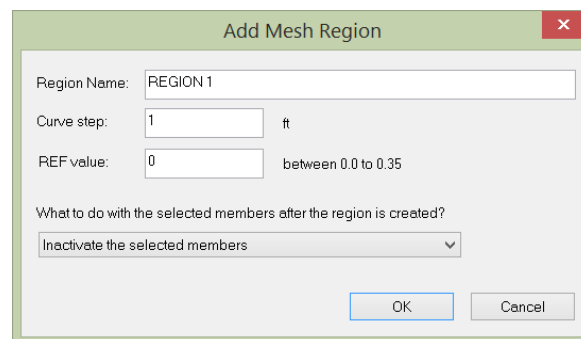 Add Mesh Region
Region Name: REGION 1
Curve step: 1 ft
REF value: 0 between 0.0 to 0.35
What to do with the selected members after the region is created?
Inactivate the selected members
OK Cancel